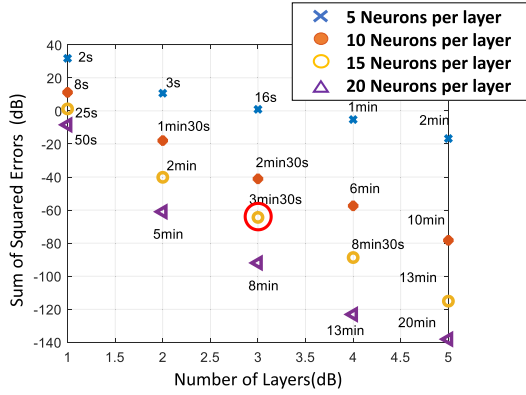 5 Neurons per layer
10 Neurons per layer
15 Neurons per layer
20 Neurons per layer
Sum of Squared Errors (dB)
40
20
0
-20
-40
-60
-80
-100
-120
-140
2s
8s
25s
50s
3s
1min30s
2min
5min
16s
2min30s
3min30s
8min
1min
6min
8min30s
13min
2min
10min
13min
20min
1
1.5
2
2.5
3
3.5
4
4.5
5
Number of Layers(dB)